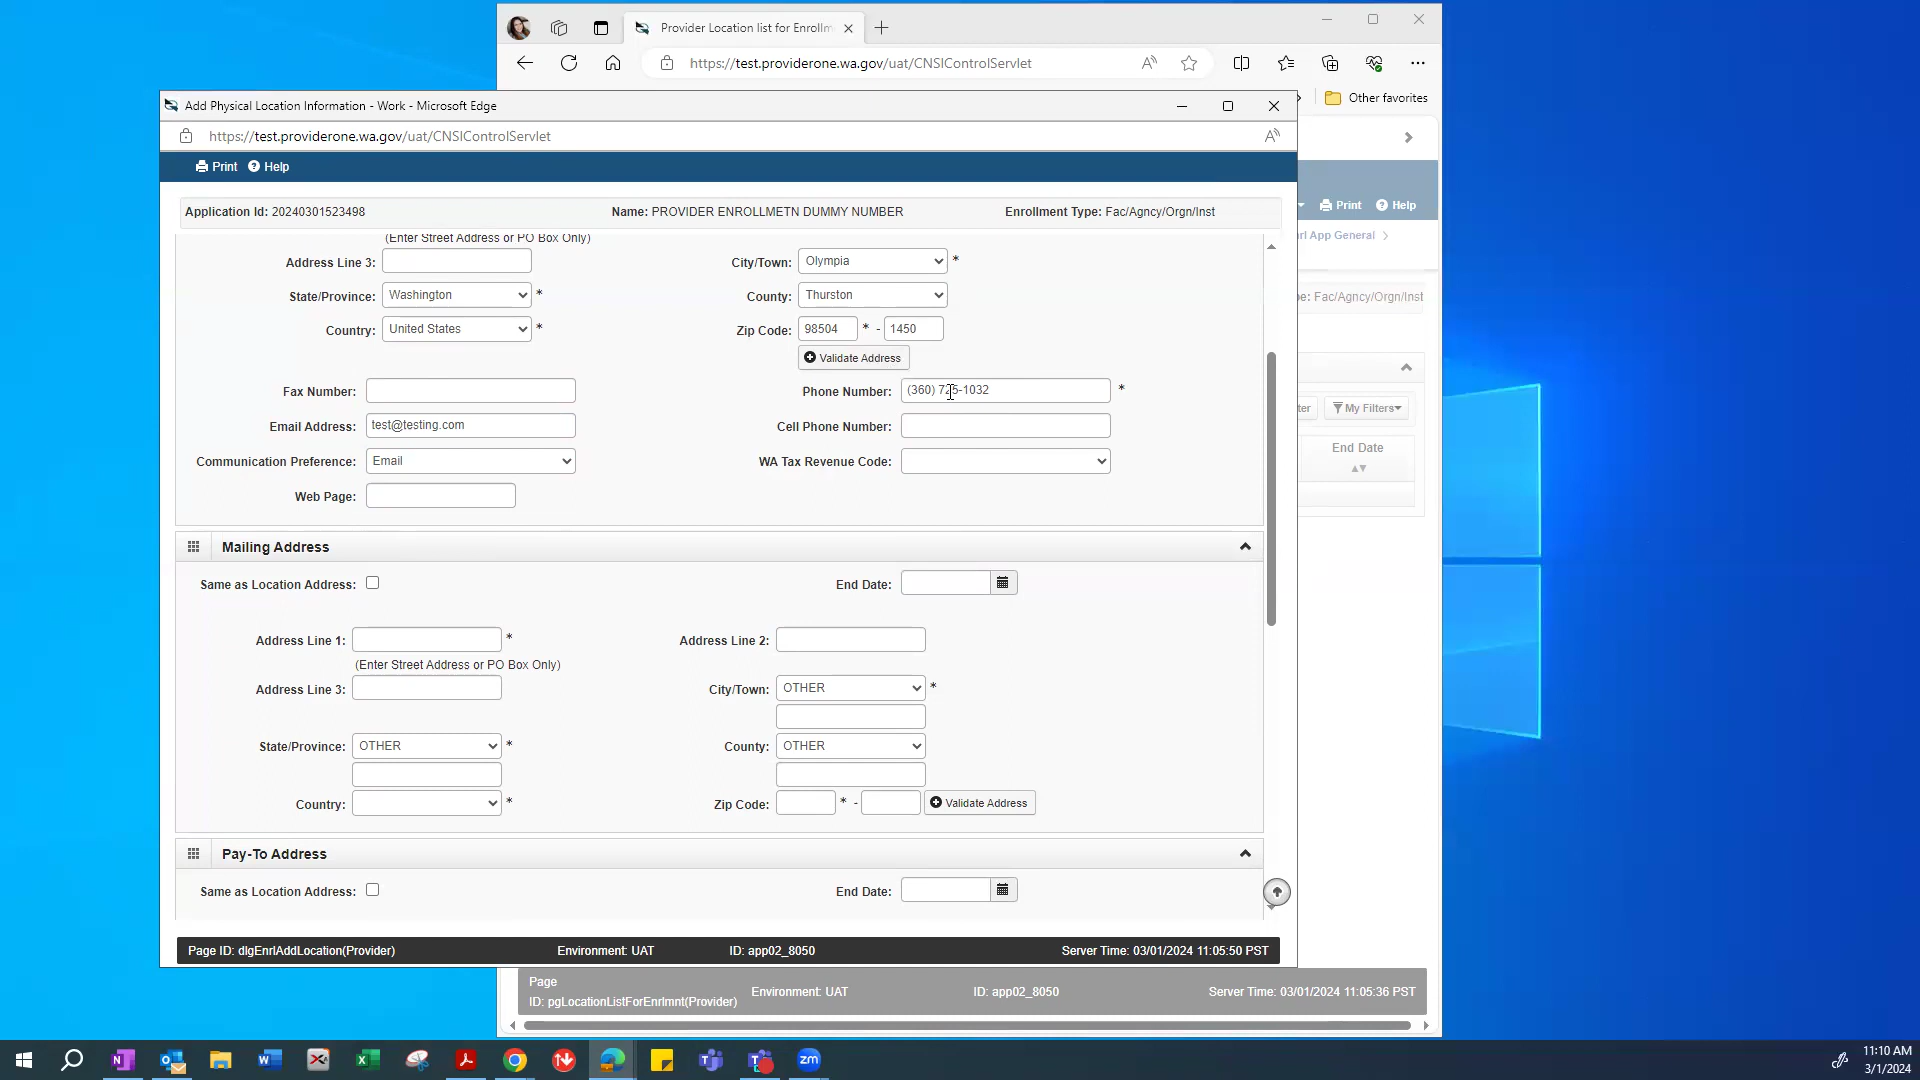 Provider Location list for Enrollm
https://test.providerone.wa.gov/uat/CNSIControlServlet
Other favorites
Add Physical Location Information - Work - Microsoft Edge
https://test.providerone.wa.gov/uat/CNSIControlServlet
Print Help
Print Help
Application Id: 20240301523498 Name: PROVIDER ENROLLMETN DUMMY NUMBER Enrollment Type: Fac/Agncy/Orgn/Inst
rl App General
(Enter Street Address or PO Box Only)
Address Line 3: City/Town: Olympia *
State/Province: Washington * County: Thurston
pe: Fac/Agncy/Orgn/Inst
Country: United States * Zip Code: 98504 * - 1450
Validate Address
Fax Number: Phone Number: (360) 725-1032 *
ter My Filters
Email Address: test@testing.com Cell Phone Number:
End Date
Communication Preference: Email WA Tax Revenue Code:
Web Page:
Mailing Address
Same as Location Address: End Date:
Address Line 1: * Address Line 2:
(Enter Street Address or PO Box Only)
Address Line 3: City/Town: OTHER *
State/Province: OTHER * County: OTHER
Country: * Zip Code: * - Validate Address
Pay-To Address
Same as Location Address: End Date:
Page ID: dlgEnrlAddLocation(Provider) Environment: UAT ID: app02_8050 Server Time: 03/01/2024 11:05:50 PST
Page
ID: pgLocationListForEnrlmnt(Provider) Environment: UAT ID: app02_8050 Server Time: 03/01/2024 11:05:36 PST
11:10 AM
3/1/2024